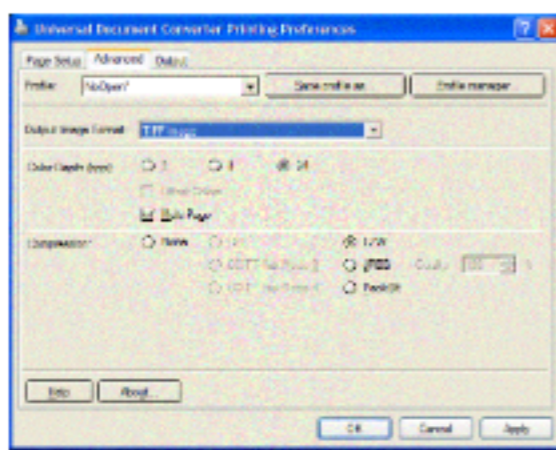 Universal Document Converter Printing Preferences
Page Setup Advanced Output
Profile: NoOpen* Save profile as... Profile manager...
Output Image Format: TIFF image
Color Depth (bpp): 1 8 24
Multi Page
Compression: None LZW
JPEG Quality %
PackBit
Help About...
OK Cancel Apply